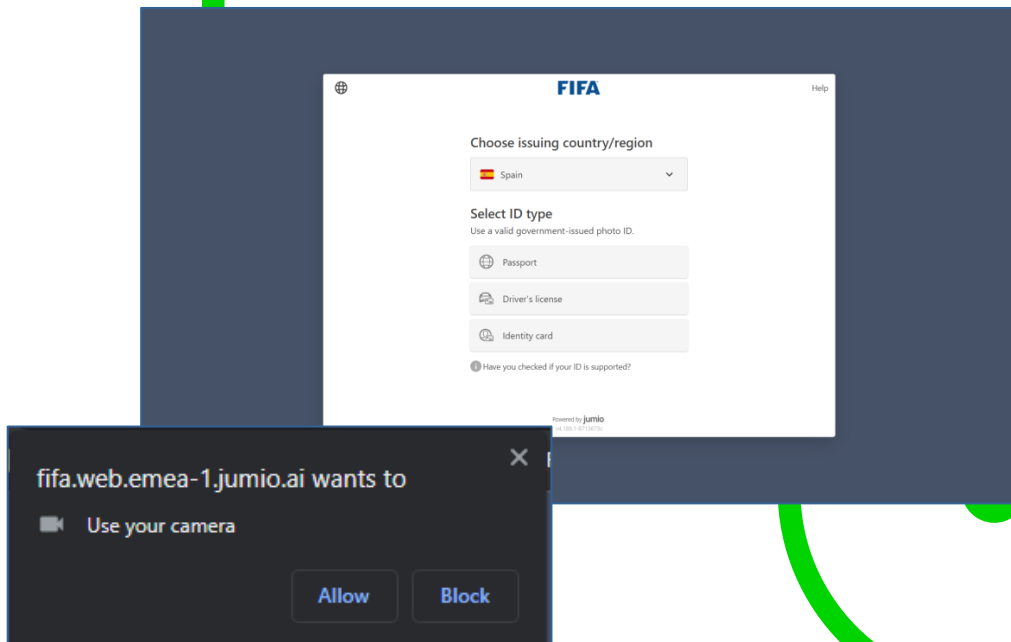 FIFA
Help
Choose issuing country/region
Spain
Select ID type
Use a valid government-issued photo ID.
Passport
Driver's license
Identity card
Have you checked if your ID is supported?
Powered by jumio
fifa.web.emea-1.jumio.ai wants to
Use your camera
Allow
Block